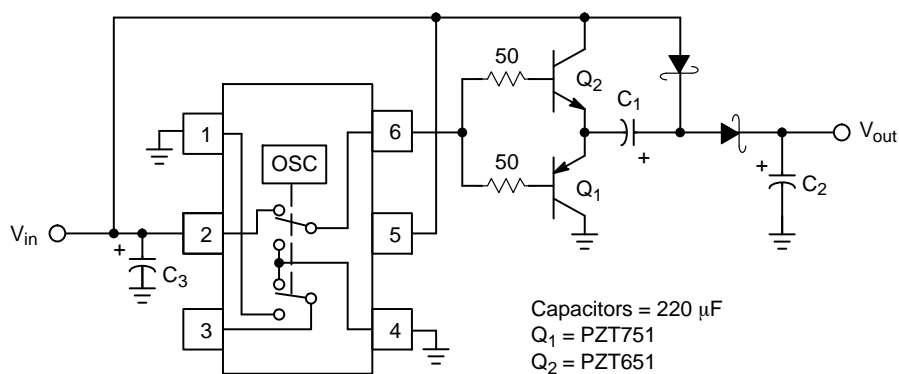 50
Q2
C1
+
Vout
1
6
OSC
50
+
C2
Q1
Vin
2
5
+
C3
3
4
Capacitors = 220 μF
Q1 = PZT751
Q2 = PZT651